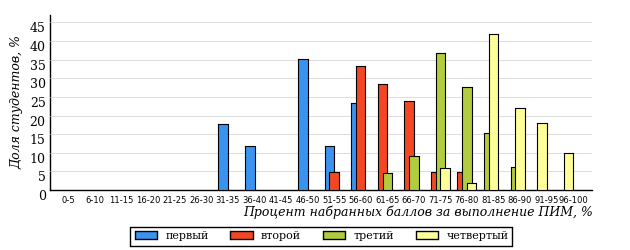 Доля студентов, %
45
40
35
30
25
20
15
10
5
0
0-5 6-10 11-15 16-20 21-25 26-30 31-35 36-40 41-45 46-50 51-55 56-60 61-65 66-70 71-75 76-80 81-85 86-90 91-95 96-100
Процент набранных баллов за выполнение ПИМ, %
первый второй третий четвертый